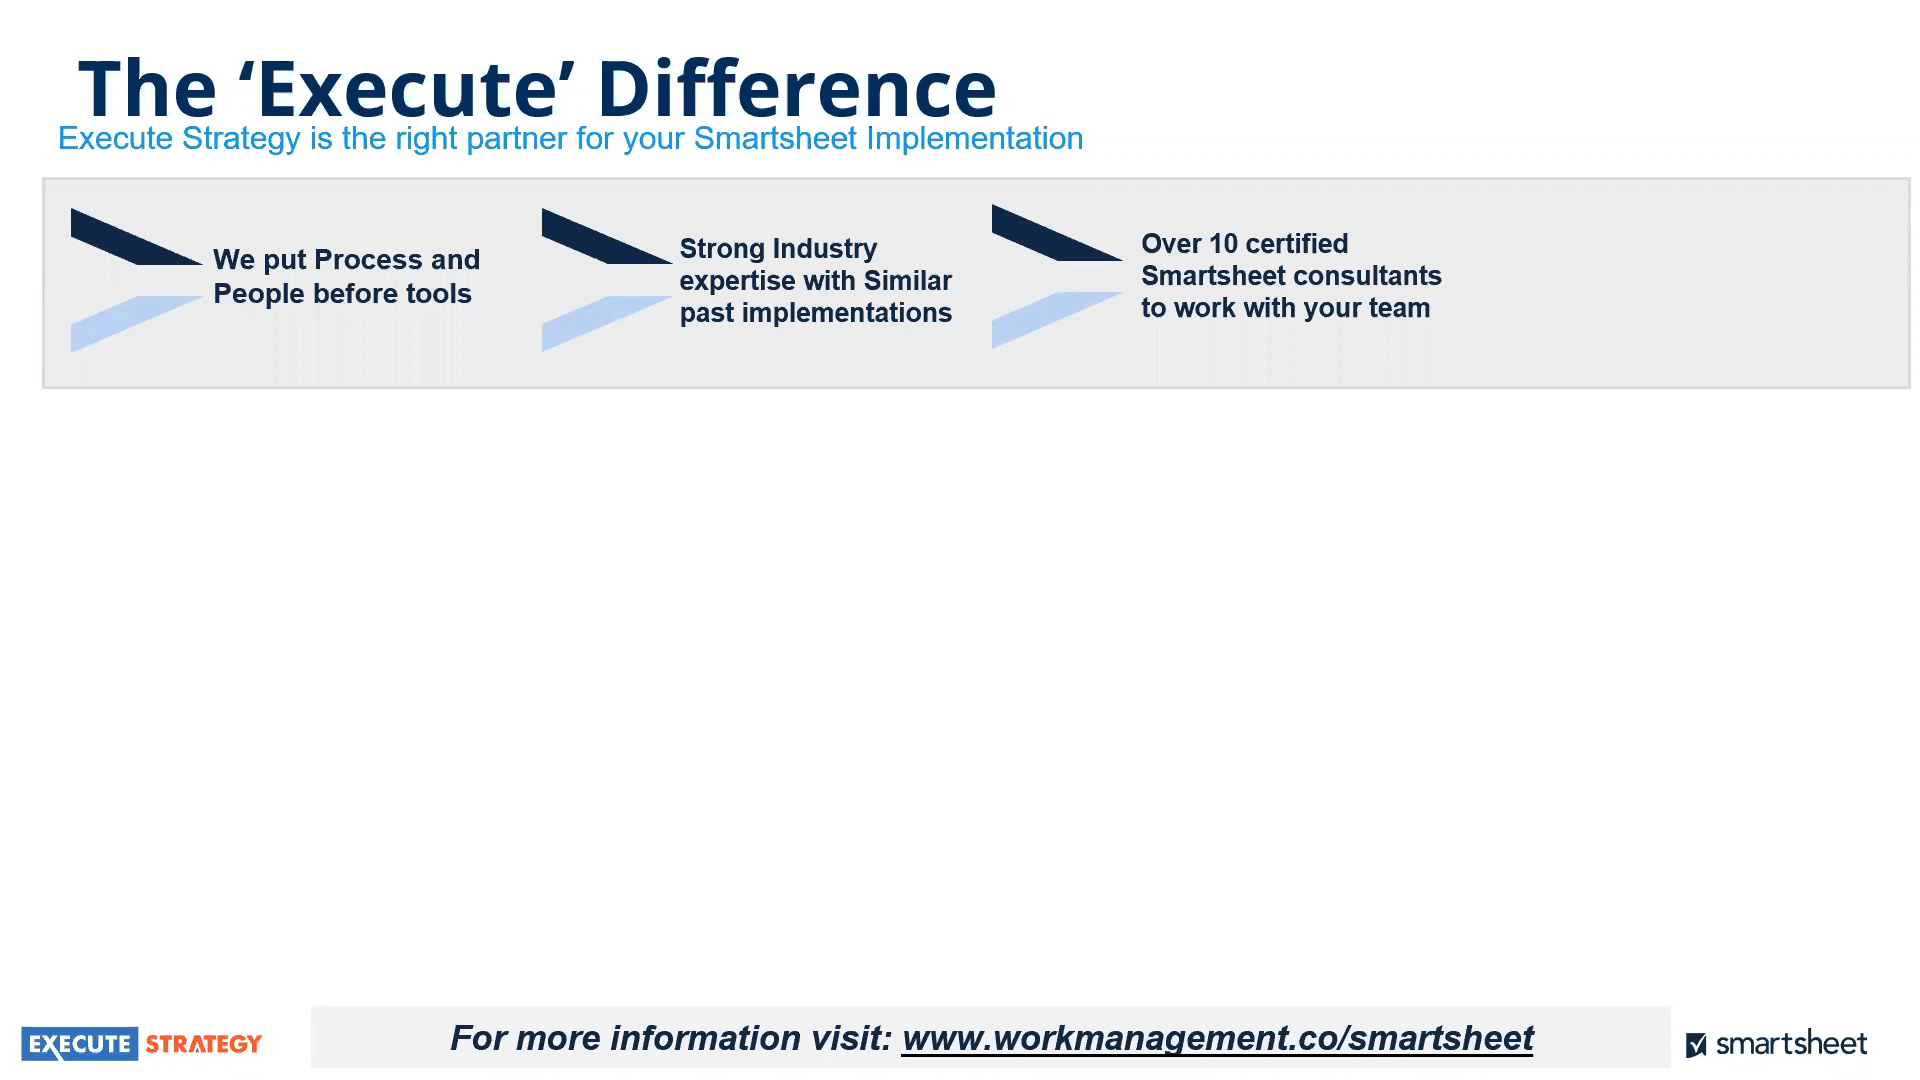 The ‘Execute’ Difference
Execute Strategy is the right partner for your Smartsheet Implementation
We put Process and
People before tools
Strong Industry
expertise with Similar
past implementations
Over 10 certified
Smartsheet consultants
to work with your team
EXECUTE STRATEGY
For more information visit: www.workmanagement.co/smartsheet
smartsheet